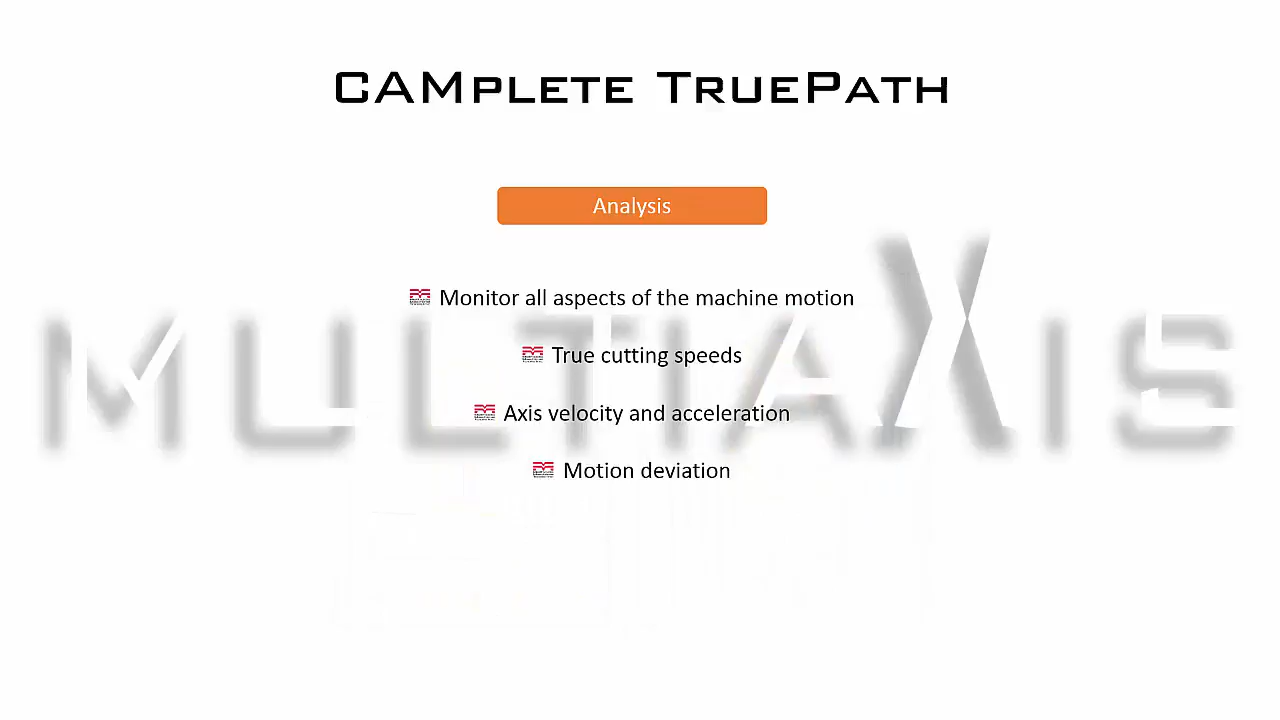 CAMPLETE TRUEPATH
Analysis
Monitor all aspects of the machine motion
True cutting speeds
MULTIAXIS
Axis velocity and acceleration
Motion deviation